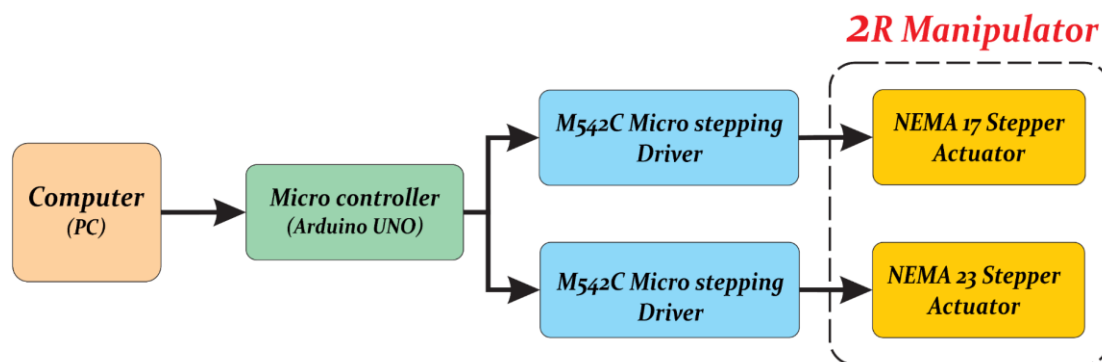 2R Manipulator
Computer
(PC)
Micro controller
(Arduino UNO)
M542C Micro stepping
Driver
NEMA 17 Stepper
Actuator
M542C Micro stepping
Driver
NEMA 23 Stepper
Actuator